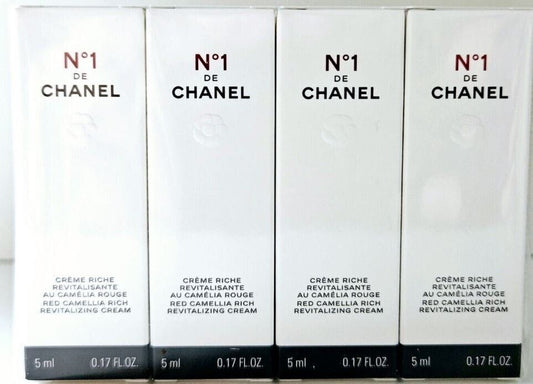 N°1
DE
CHANEL
CRÈME RICHE
REVITALISANTE
AU CAMÉLIA ROUGE
RED CAMELLIA RICH
REVITALIZING CREAM
5 ml 0.17 FL.OZ.
N°1
DE
CHANEL
CRÈME RICHE
REVITALISANTE
AU CAMÉLIA ROUGE
RED CAMELLIA RICH
REVITALIZING CREAM
5 ml 0.17 FL.OZ.
N°1
DE
CHANEL
CRÈME RICHE
REVITALISANTE
AU CAMÉLIA ROUGE
RED CAMELLIA RICH
REVITALIZING CREAM
5 ml 0.17 FL.OZ.
N°1
DE
CHANEL
CRÈME RICHE
REVITALISANTE
AU CAMÉLIA ROUGE
RED CAMELLIA RICH
REVITALIZING CREAM
5 ml 0.17 FL.OZ.